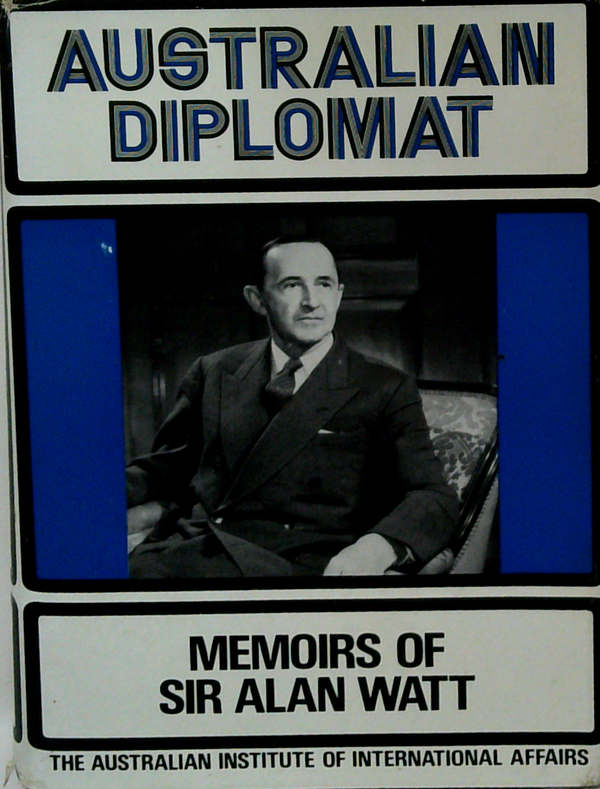 AUSTRALIAN
DIPLOMAT
MEMOIRS OF
SIR ALAN WATT
THE AUSTRALIAN INSTITUTE OF INTERNATIONAL AFFAIRS